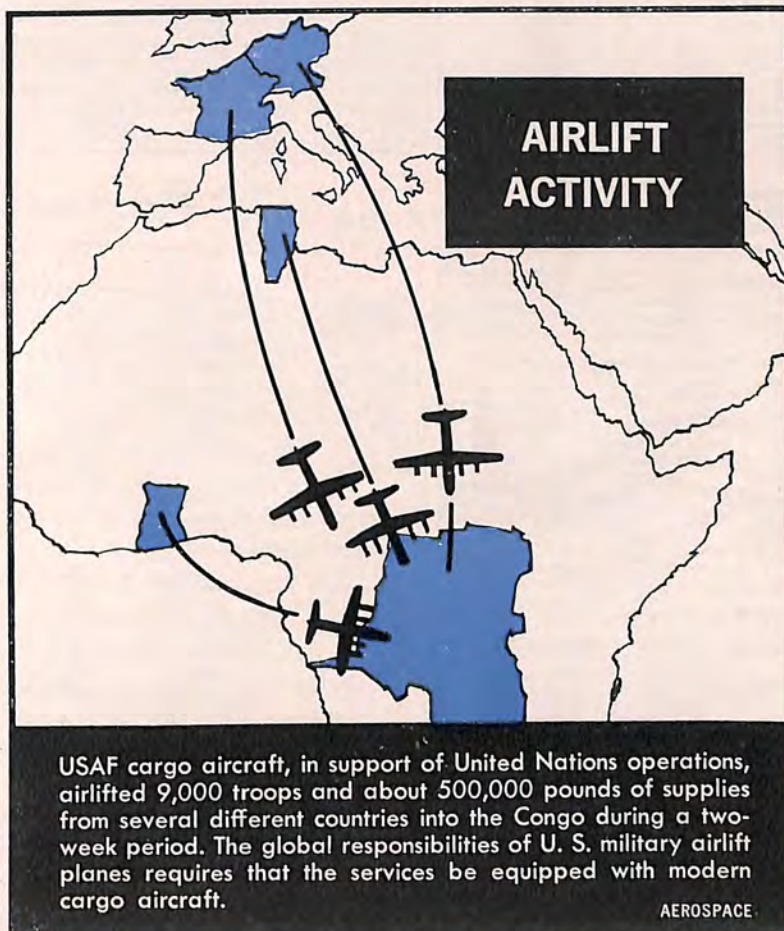 AIRLIFT
ACTIVITY
USAF cargo aircraft, in support of United Nations operations,
airlifted 9,000 troops and about 500,000 pounds of supplies
from several different countries into the Congo during a two-
week period. The global responsibilities of U. S. military airlift
planes requires that the services be equipped with modern
cargo aircraft.
AEROSPACE